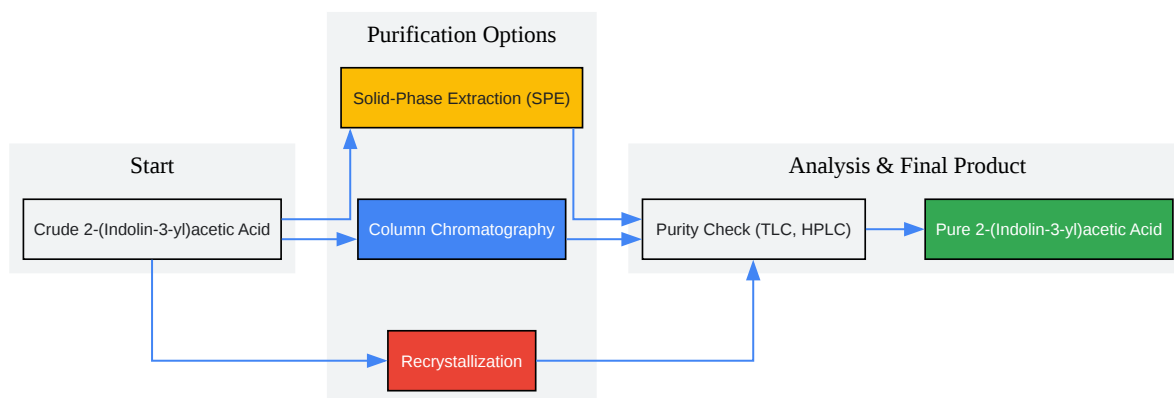 Purification Options
Solid-Phase Extraction (SPE)
Start
Analysis & Final Product
Crude 2-(Indolin-3-yl)acetic Acid
Column Chromatography
Purity Check (TLC, HPLC)
Pure 2-(Indolin-3-yl)acetic Acid
Recrystallization